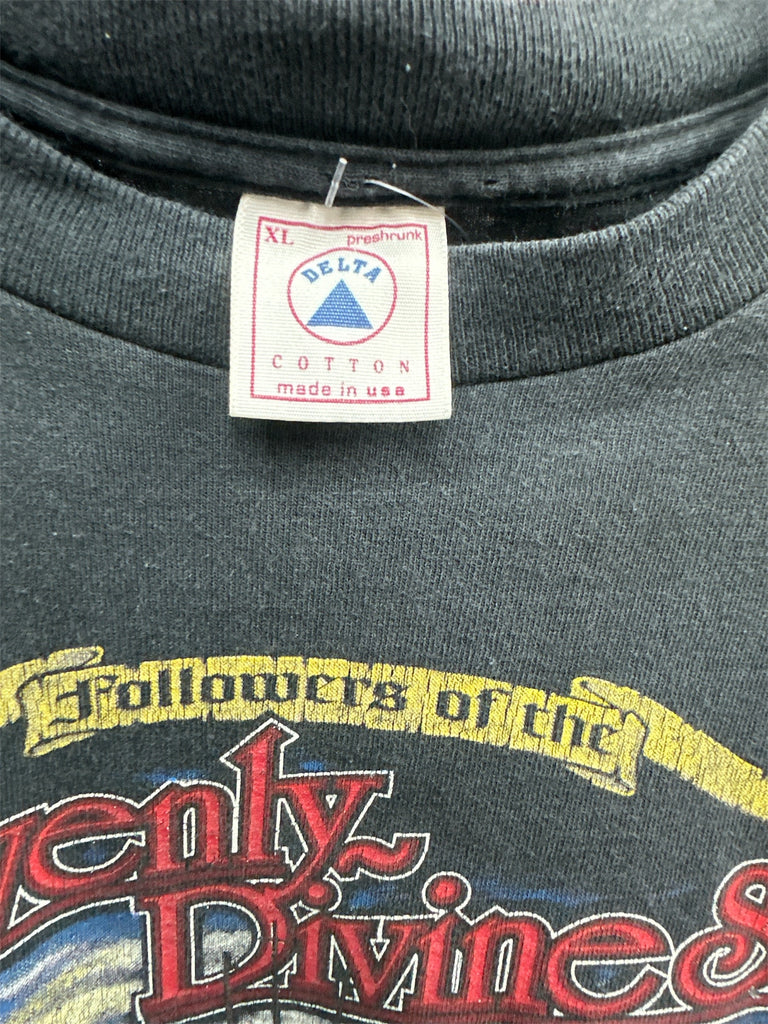 XL preshrunk
DELTA
COTTON
made in usa
Followers of the
venly
Divine &